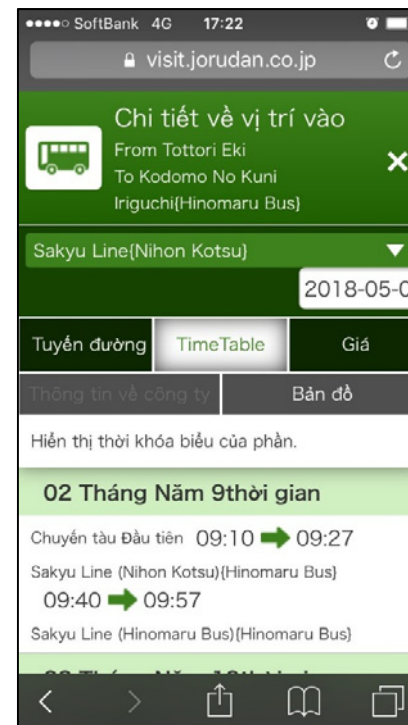 SoftBank 4G 17:22
visit.jorudan.co.jp
Chi tiết về vị trí vào
From Tottori Eki
To Kodomo No Kuni
Iriguchi{Hinomaru Bus}
Sakyu Line{Nihon Kotsu}
2018-05-0
Tuyến đường TimeTable Giá
Thông tin về công ty Bản đồ
Hiển thị thời khóa biểu của phần.
02 Tháng Năm 9thời gian
Chuyến tàu Đầu tiên 09:10 09:27
Sakyu Line (Nihon Kotsu){Hinomaru Bus}
09:40 09:57
Sakyu Line (Hinomaru Bus){Hinomaru Bus}